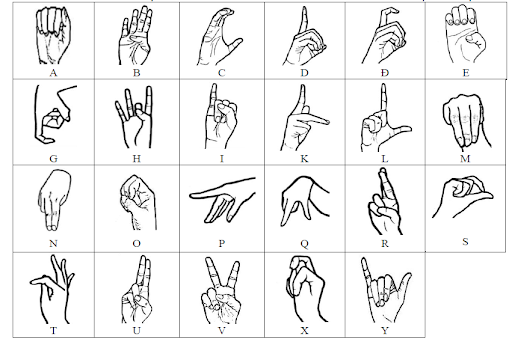 A B C D Đ E
G H I K L M
N O P Q R S
T U V X Y